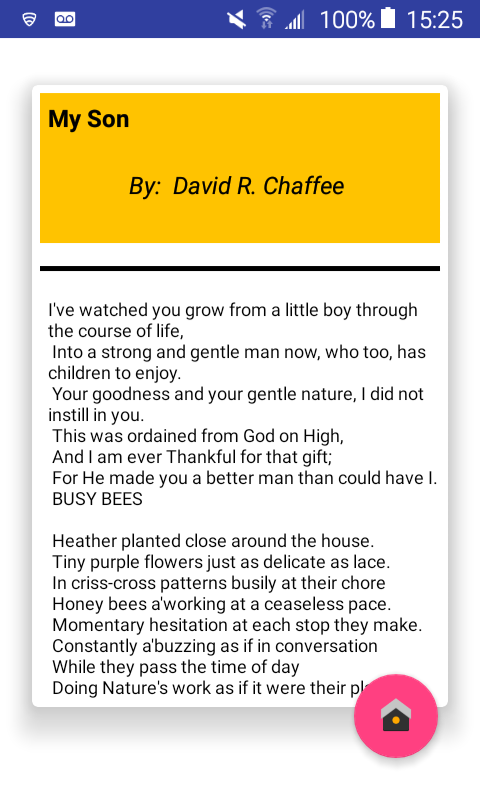 100% 15:25
My Son
By: David R. Chaffee
I've watched you grow from a little boy through
the course of life,
Into a strong and gentle man now, who too, has
children to enjoy.
Your goodness and your gentle nature, I did not
instill in you.
This was ordained from God on High,
And I am ever Thankful for that gift;
For He made you a better man than could have I.
BUSY BEES
Heather planted close around the house.
Tiny purple flowers just as delicate as lace.
In criss-cross patterns busily at their chore
Honey bees a'working at a ceaseless pace.
Momentary hesitation at each stop they make.
Constantly a'buzzing as if in conversation
While they pass the time of day
Doing Nature's work as if it were their